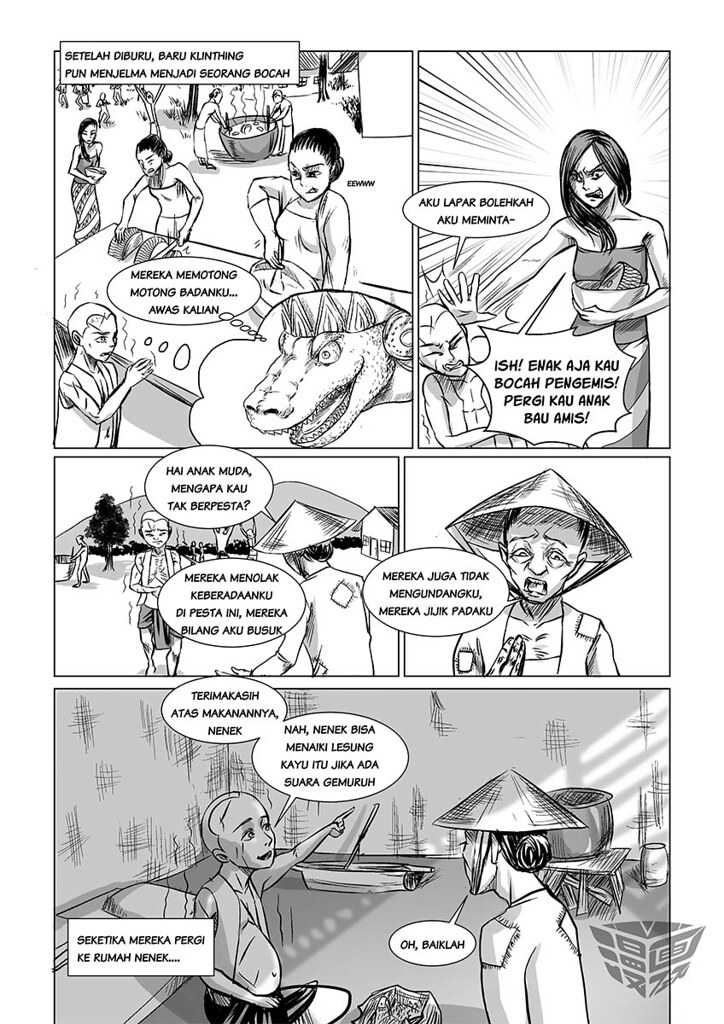 SETELAH DIBURU, BARU KLINTHING
PUN MENJELMA MENJADI SEORANG BOCAH
EEWWW
MEREKA MEMOTONG
MOTONG BADANKU...
AWAS KALIAN
AKU LAPAR BOLEHKAH
AKU MEMINTA-
ISH! ENAK AJA KAU
BOCAH PENGEMIS!
PERGI KAU ANAK
BAU AMIS!
HAI ANAK MUDA,
MENGAPA KAU
TAK BERPESTA?
MEREKA MENOLAK
KEBERADAANKU
DI PESTA INI, MEREKA
BILANG AKU BUSUK
MEREKA JUGA TIDAK
MENGUNDANGKU,
MEREKA JIJIK PADAKU
TERIMAKASIH
ATAS MAKANANNYA,
NENEK
NAH, NENEK BISA
MENAIKI LESUNG
KAYU ITU JIKA ADA
SUARA GEMURUH
OH, BAIKLAH
SEKETIKA MEREKA PERGI
KE RUMAH NENEK....